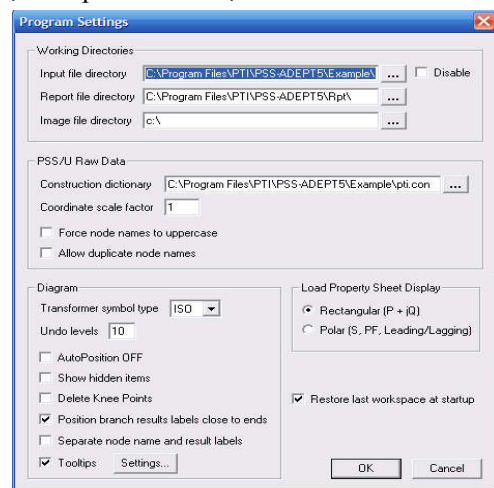 Program Settings
Working Directories
Input file directory C:\Program Files\PTI\PSS-ADEPT5\Example\ ... Disable
Report file directory C:\Program Files\PTI\PSS-ADEPT5\Rpt\ ...
Image file directory c:\ ...
PSS/U Raw Data
Construction dictionary C:\Program Files\PTI\PSS-ADEPT5\Example\pti.con ...
Coordinate scale factor 1
Force node names to uppercase
Allow duplicate node names
Diagram
Transformer symbol type ISO
Undo levels 10
AutoPosition OFF
Show hidden items
Delete Knee Points
Position branch results labels close to ends
Separate node name and result labels
Tooltips Settings...
Load Property Sheet Display
Rectangular (P + jQ)
Polar (S, PF, Leading/Lagging)
Restore last workspace at startup
OK Cancel